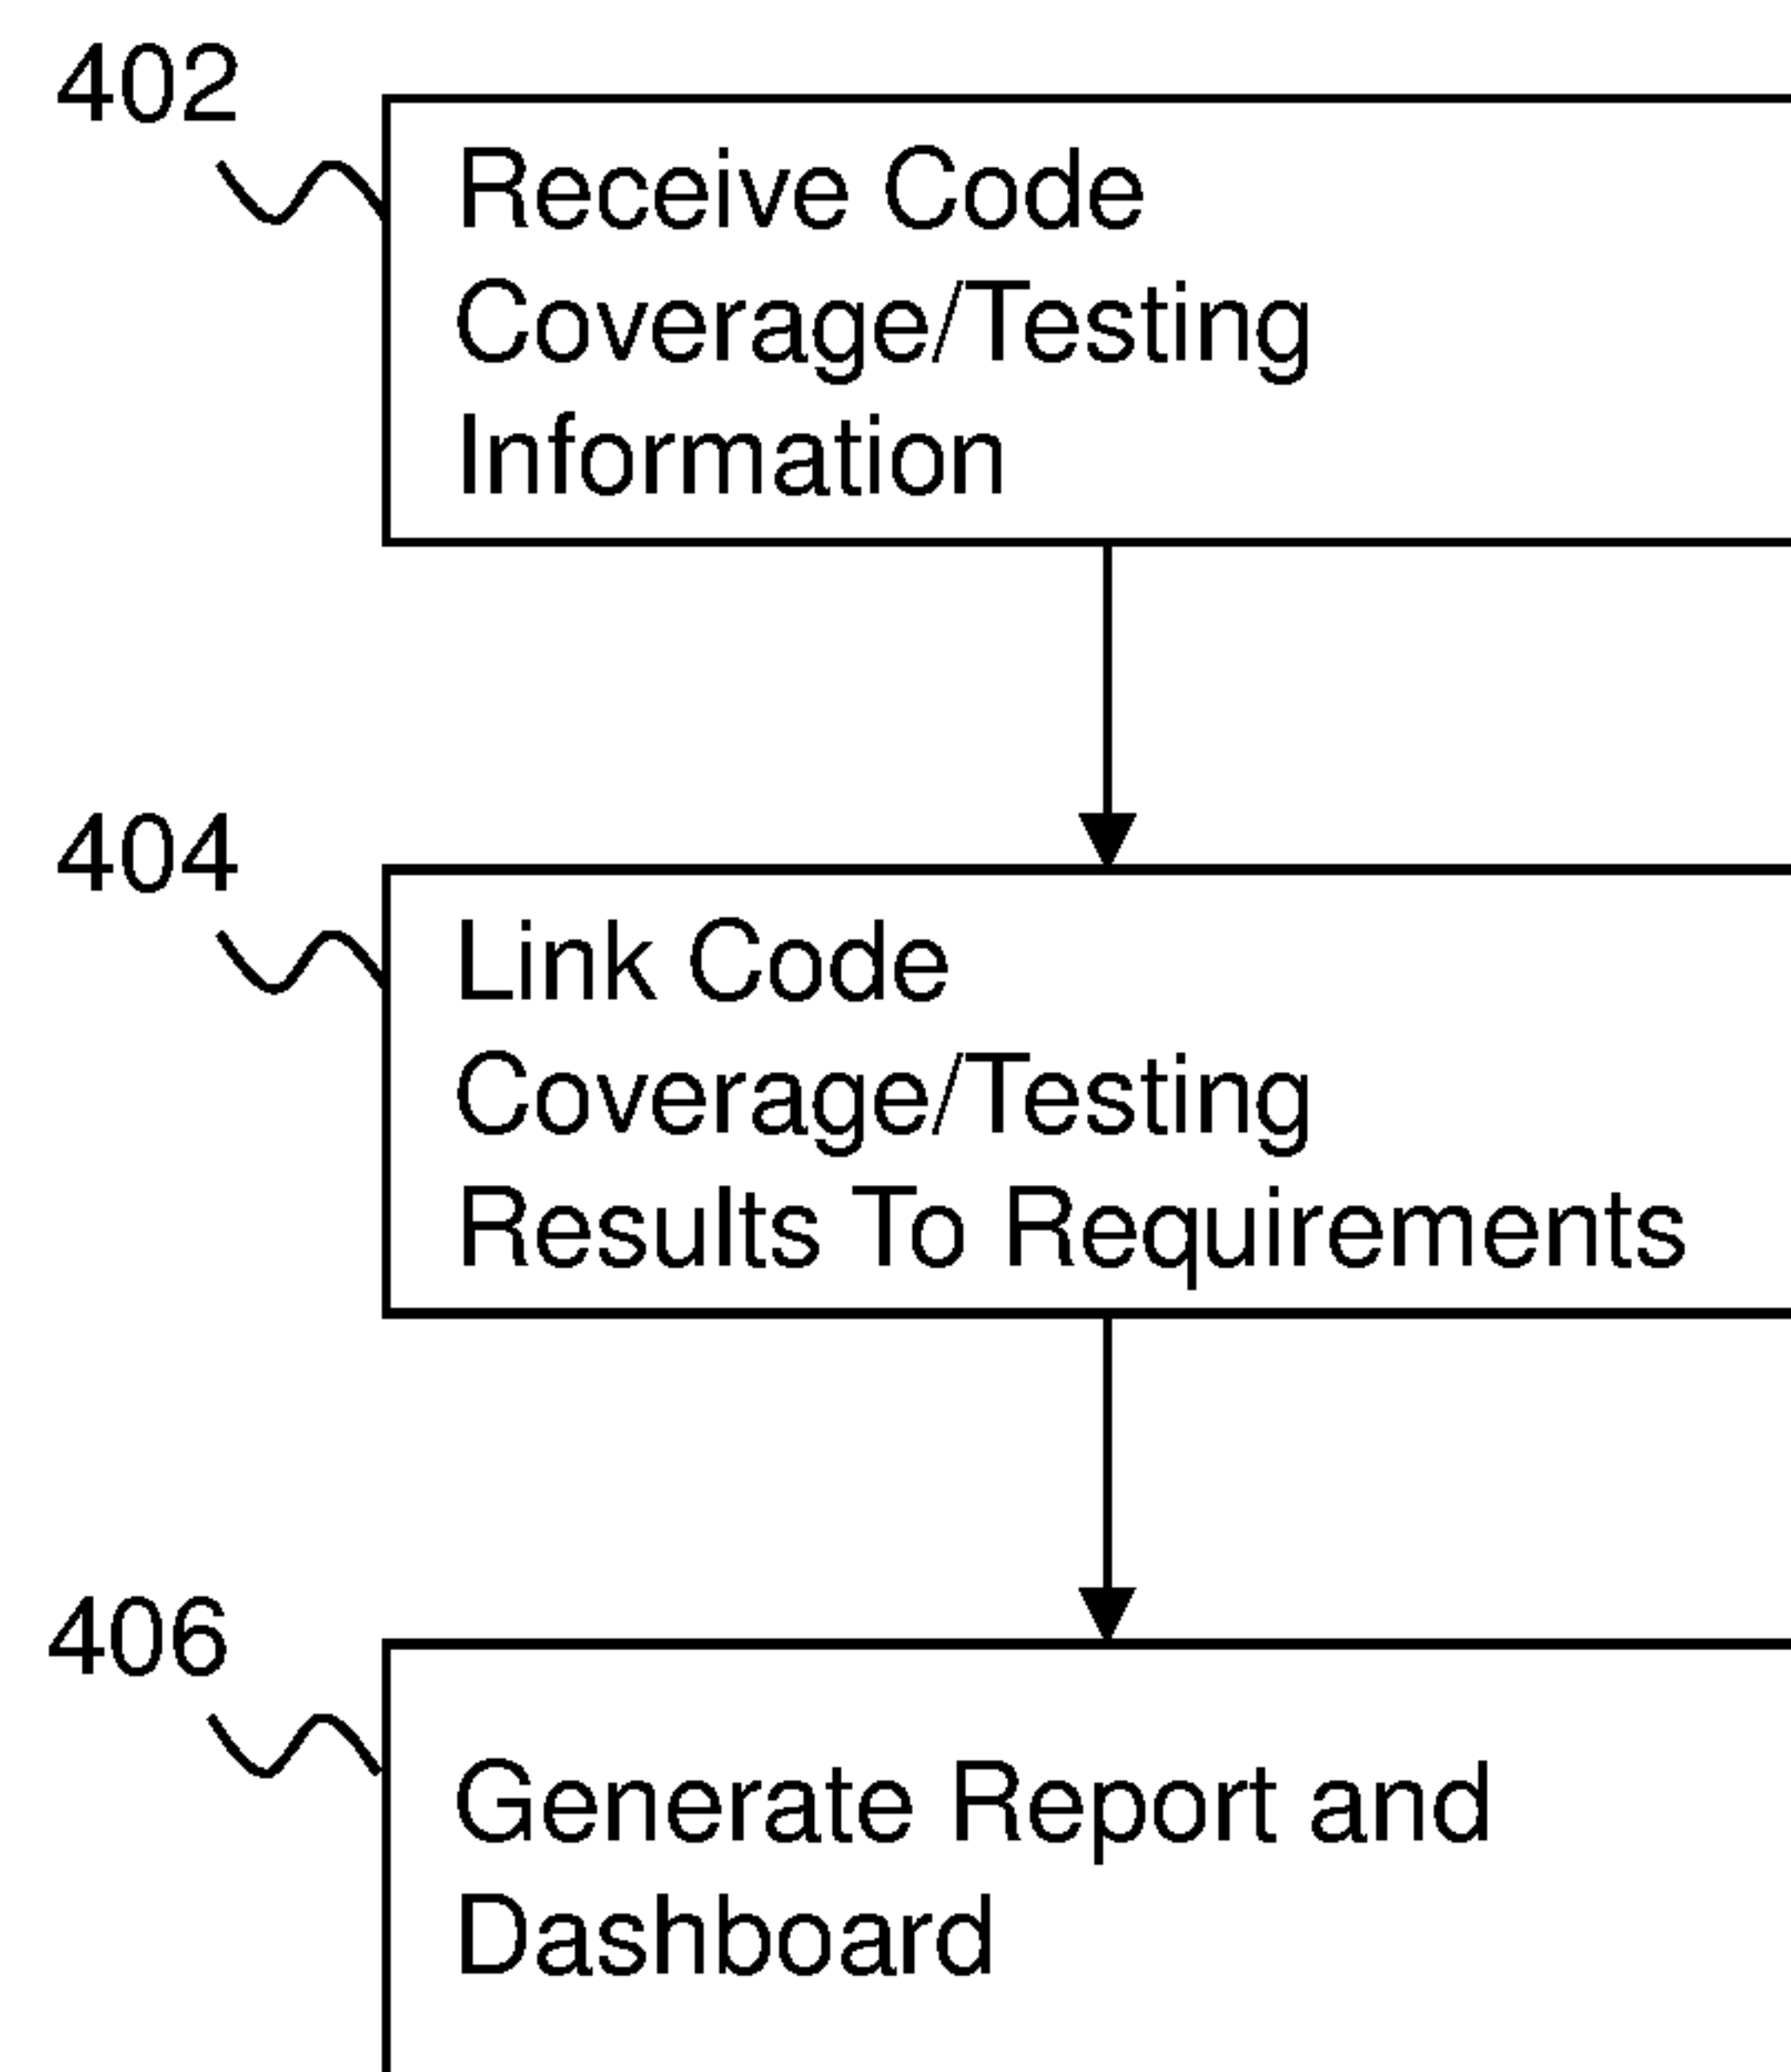 402
Receive Code
Coverage/Testing
Information
404
Link Code
Coverage/Testing
Results To Requirements
406
Generate Report and
Dashboard